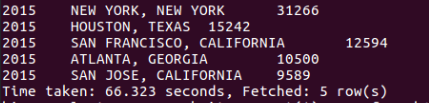 2015 NEW YORK, NEW YORK 31266
2015 HOUSTON, TEXAS 15242
2015 SAN FRANCISCO, CALIFORNIA 12594
2015 ATLANTA, GEORGIA 10500
2015 SAN JOSE, CALIFORNIA 9589
Time taken: 66.323 seconds, Fetched: 5 row(s)